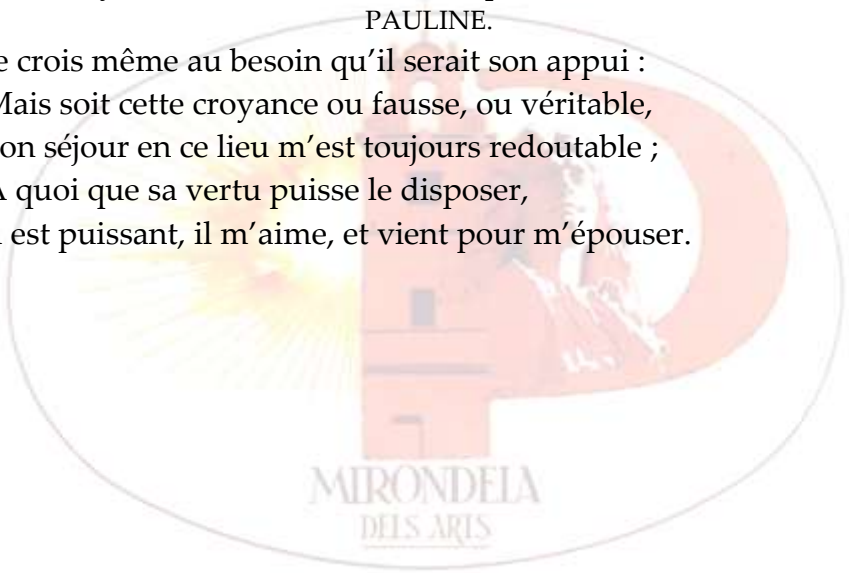 PAULINE.
e crois même au besoin qu’il serait son appui :
Mais soit cette croyance ou fausse, ou véritable,
on séjour en ce lieu m’est toujours redoutable ;
À quoi que sa vertu puisse le disposer,
l est puissant, il m’aime, et vient pour m’épouser.
MIRONDELA
DELS ARTS